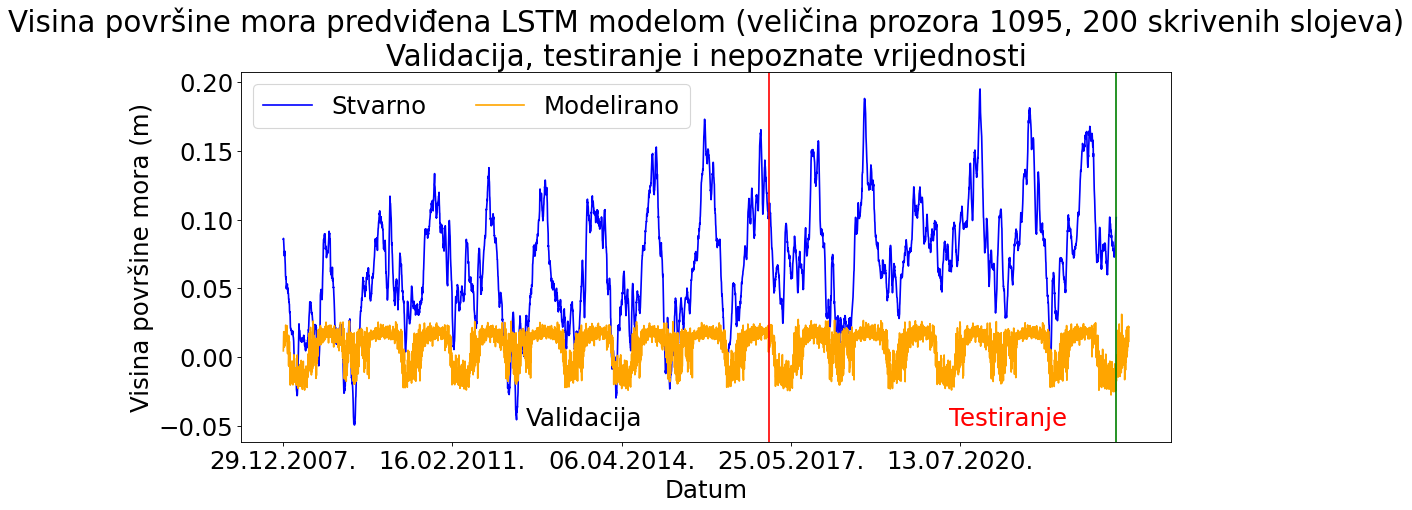 Visina površine mora predviđena LSTM modelom (veličina prozora 1095, 200 skrivenih slojeva)
Validacija, testiranje i nepoznate vrijednosti
Stvarno
Modelirano
Visina površine mora (m)
0.20
0.15
0.10
0.05
0.00
−0.05
Validacija
Testiranje
29.12.2007.
16.02.2011.
06.04.2014.
25.05.2017.
13.07.2020.
Datum